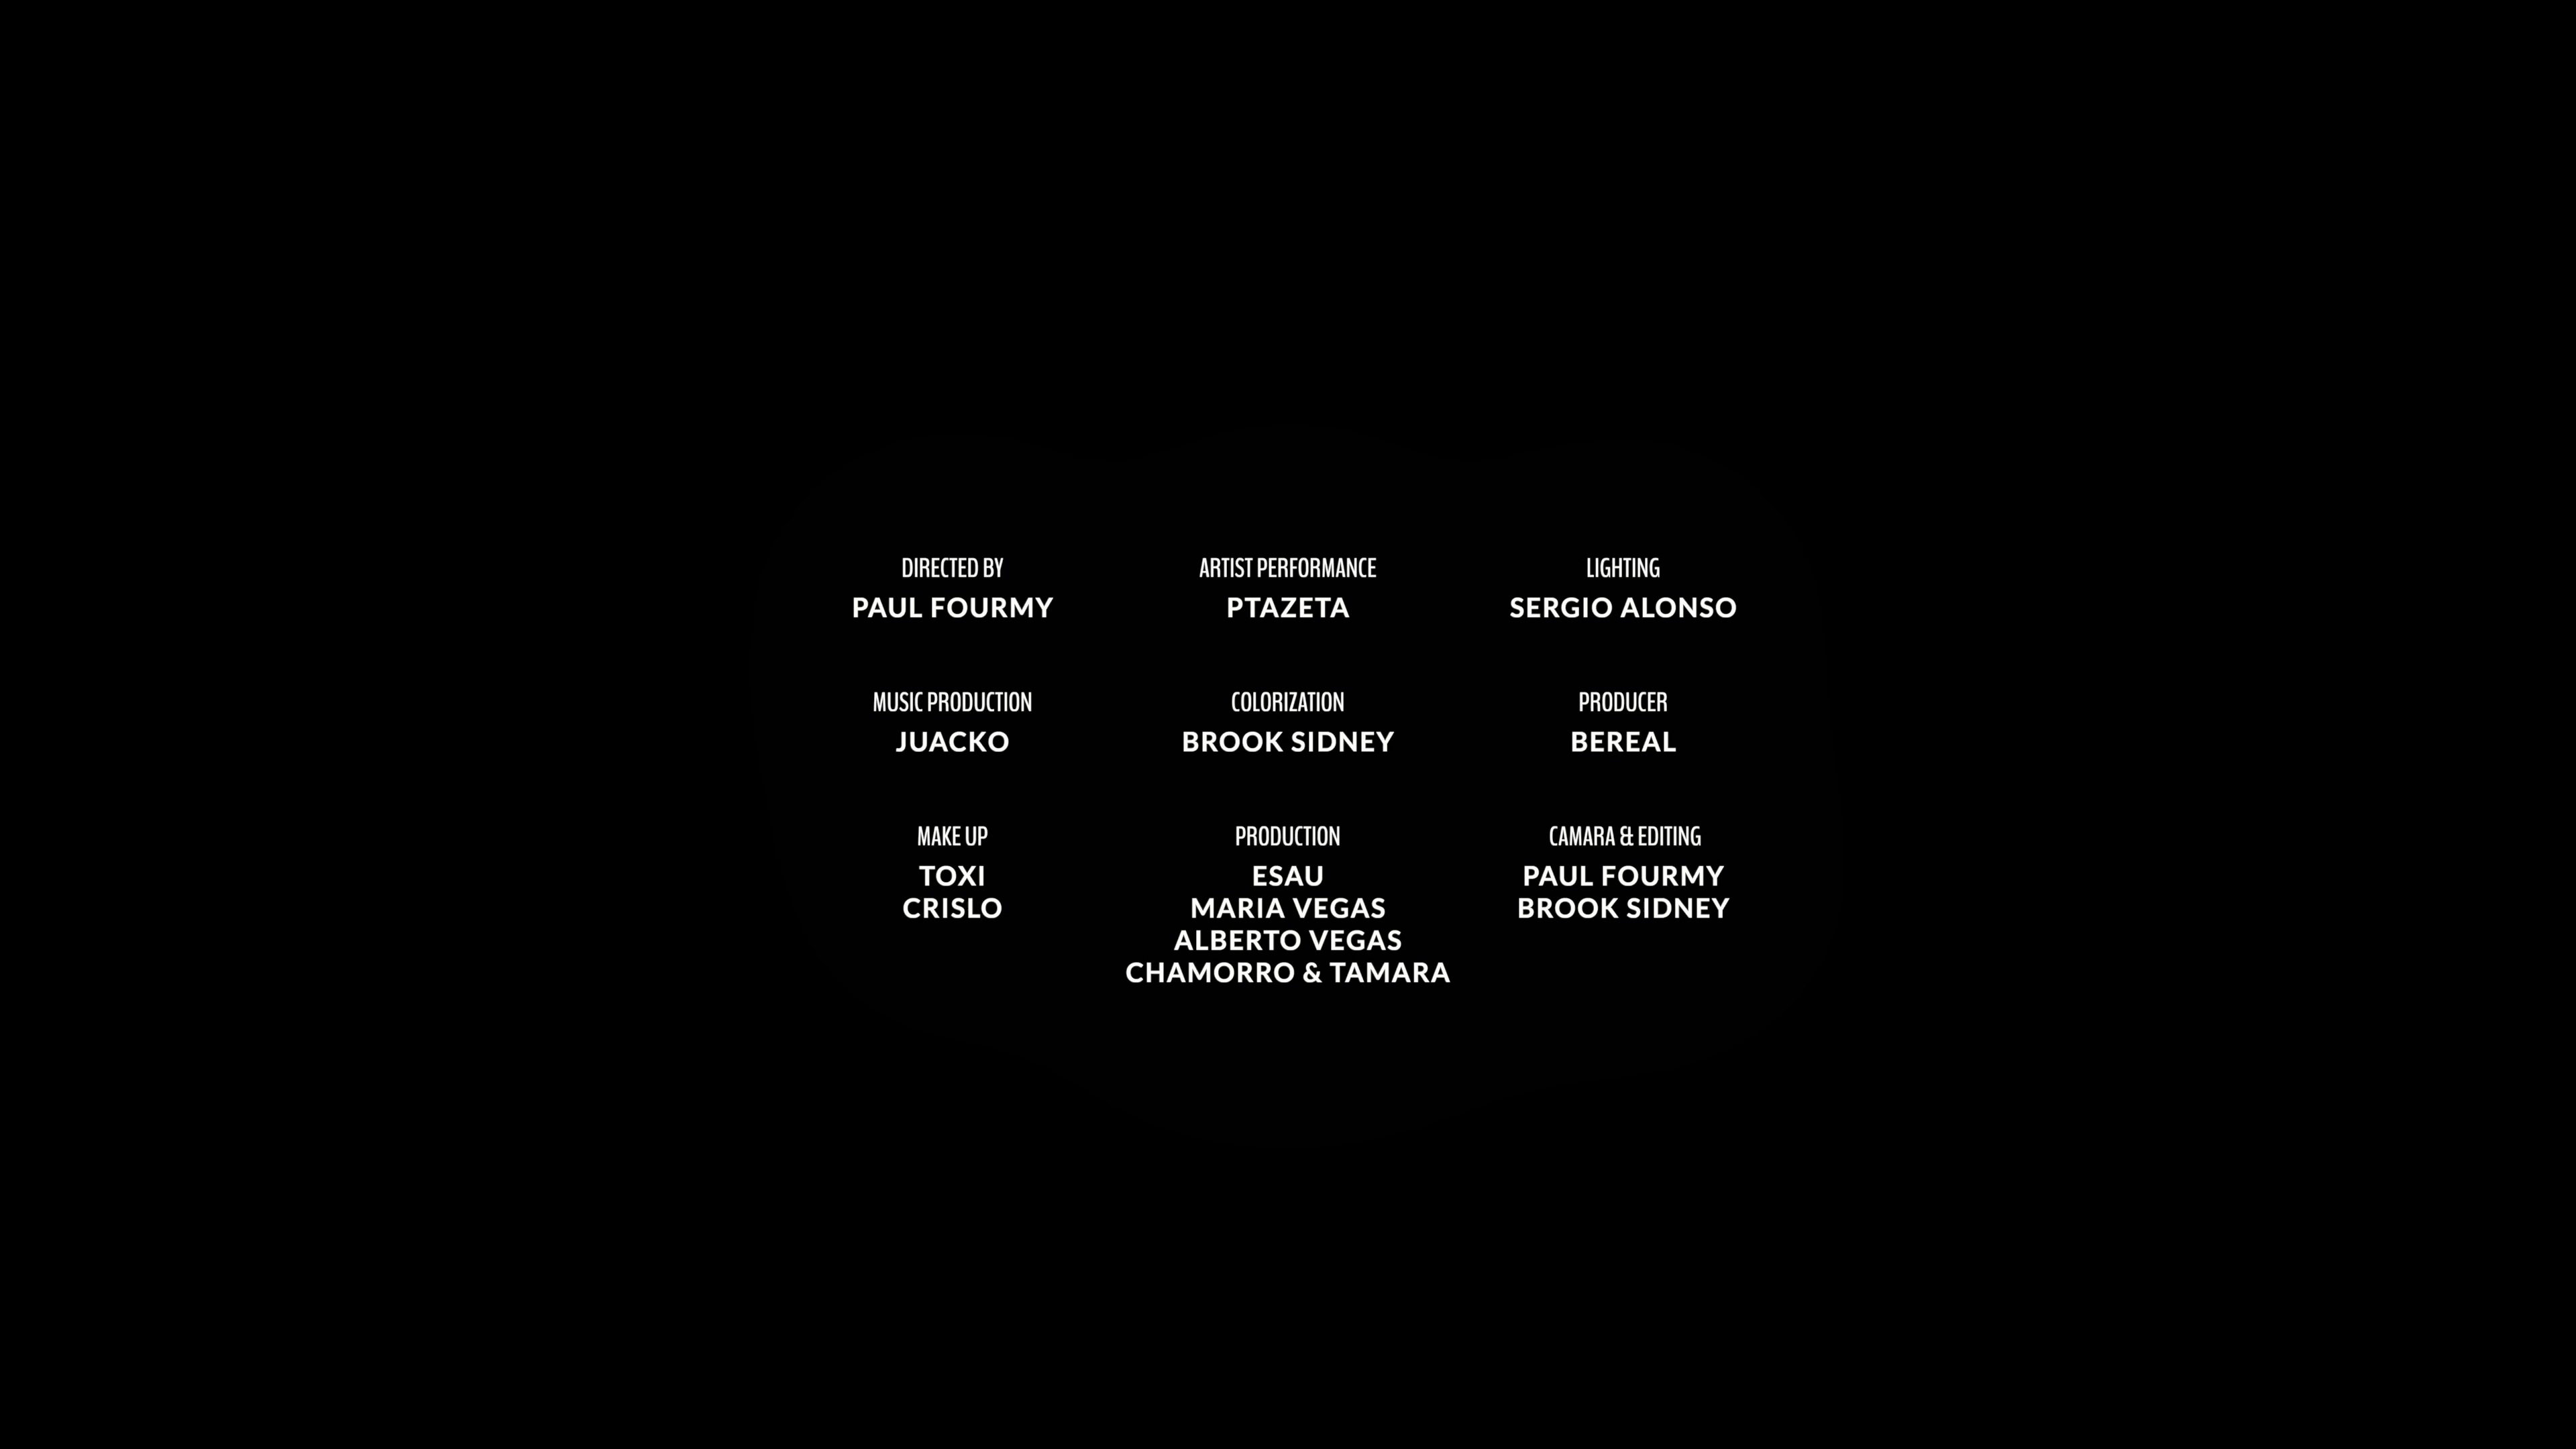 DIRECTED BY
PAUL FOURMY
ARTIST PERFORMANCE
PTAZETA
LIGHTING
SERGIO ALONSO
MUSIC PRODUCTION
JUACKO
COLORIZATION
BROOK SIDNEY
PRODUCER
BEREAL
MAKE UP
TOXI
CRISLO
PRODUCTION
ESAU
MARIA VEGAS
ALBERTO VEGAS
CHAMORRO & TAMARA
CAMARA & EDITING
PAUL FOURMY
BROOK SIDNEY